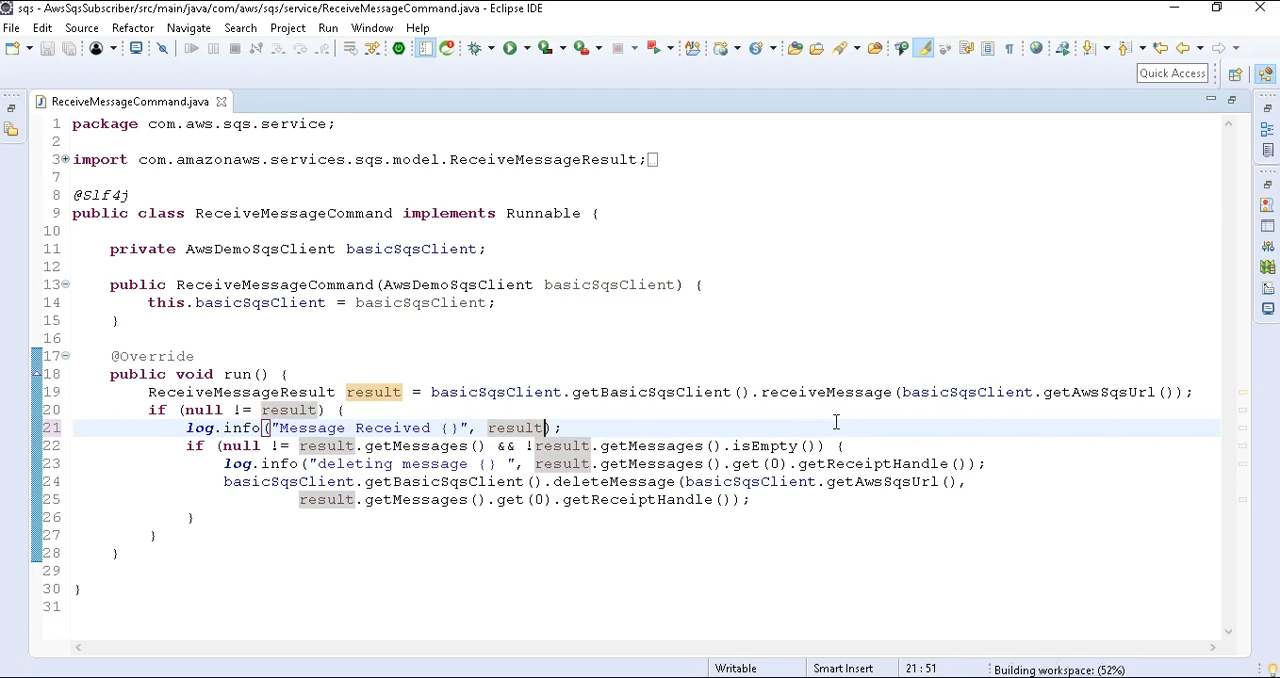 sqs - AwsSqsSubscriber/src/main/java/com/aws/sqs/service/ReceiveMessageCommand.java - Eclipse IDE
File Edit Source Refactor Navigate Search Project Run Window Help
Quick Access
ReceiveMessageCommand.java
1 package com.aws.sqs.service;
2
3 import com.amazonaws.services.sqs.model.ReceiveMessageResult;
7
8 @Slf4j
9 public class ReceiveMessageCommand implements Runnable {
10
11 private AwsDemoSqsClient basicSqsClient;
12
13 public ReceiveMessageCommand(AwsDemoSqsClient basicSqsClient) {
14 this.basicSqsClient = basicSqsClient;
15 }
16
17 @Override
18 public void run() {
19 ReceiveMessageResult result = basicSqsClient.getBasicSqsClient().receiveMessage(basicSqsClient.getAwsSqsUrl());
20 if (null != result) {
21 log.info("Message Received {}", result);
22 if (null != result.getMessages() && !result.getMessages().isEmpty()) {
23 log.info("deleting message {} ", result.getMessages().get(0).getReceiptHandle());
24 basicSqsClient.getBasicSqsClient().deleteMessage(basicSqsClient.getAwsSqsUrl(),
25 result.getMessages().get(0).getReceiptHandle());
26 }
27 }
28 }
29
30 }
31
Writable Smart Insert 21 : 51 Building workspace: (52%)